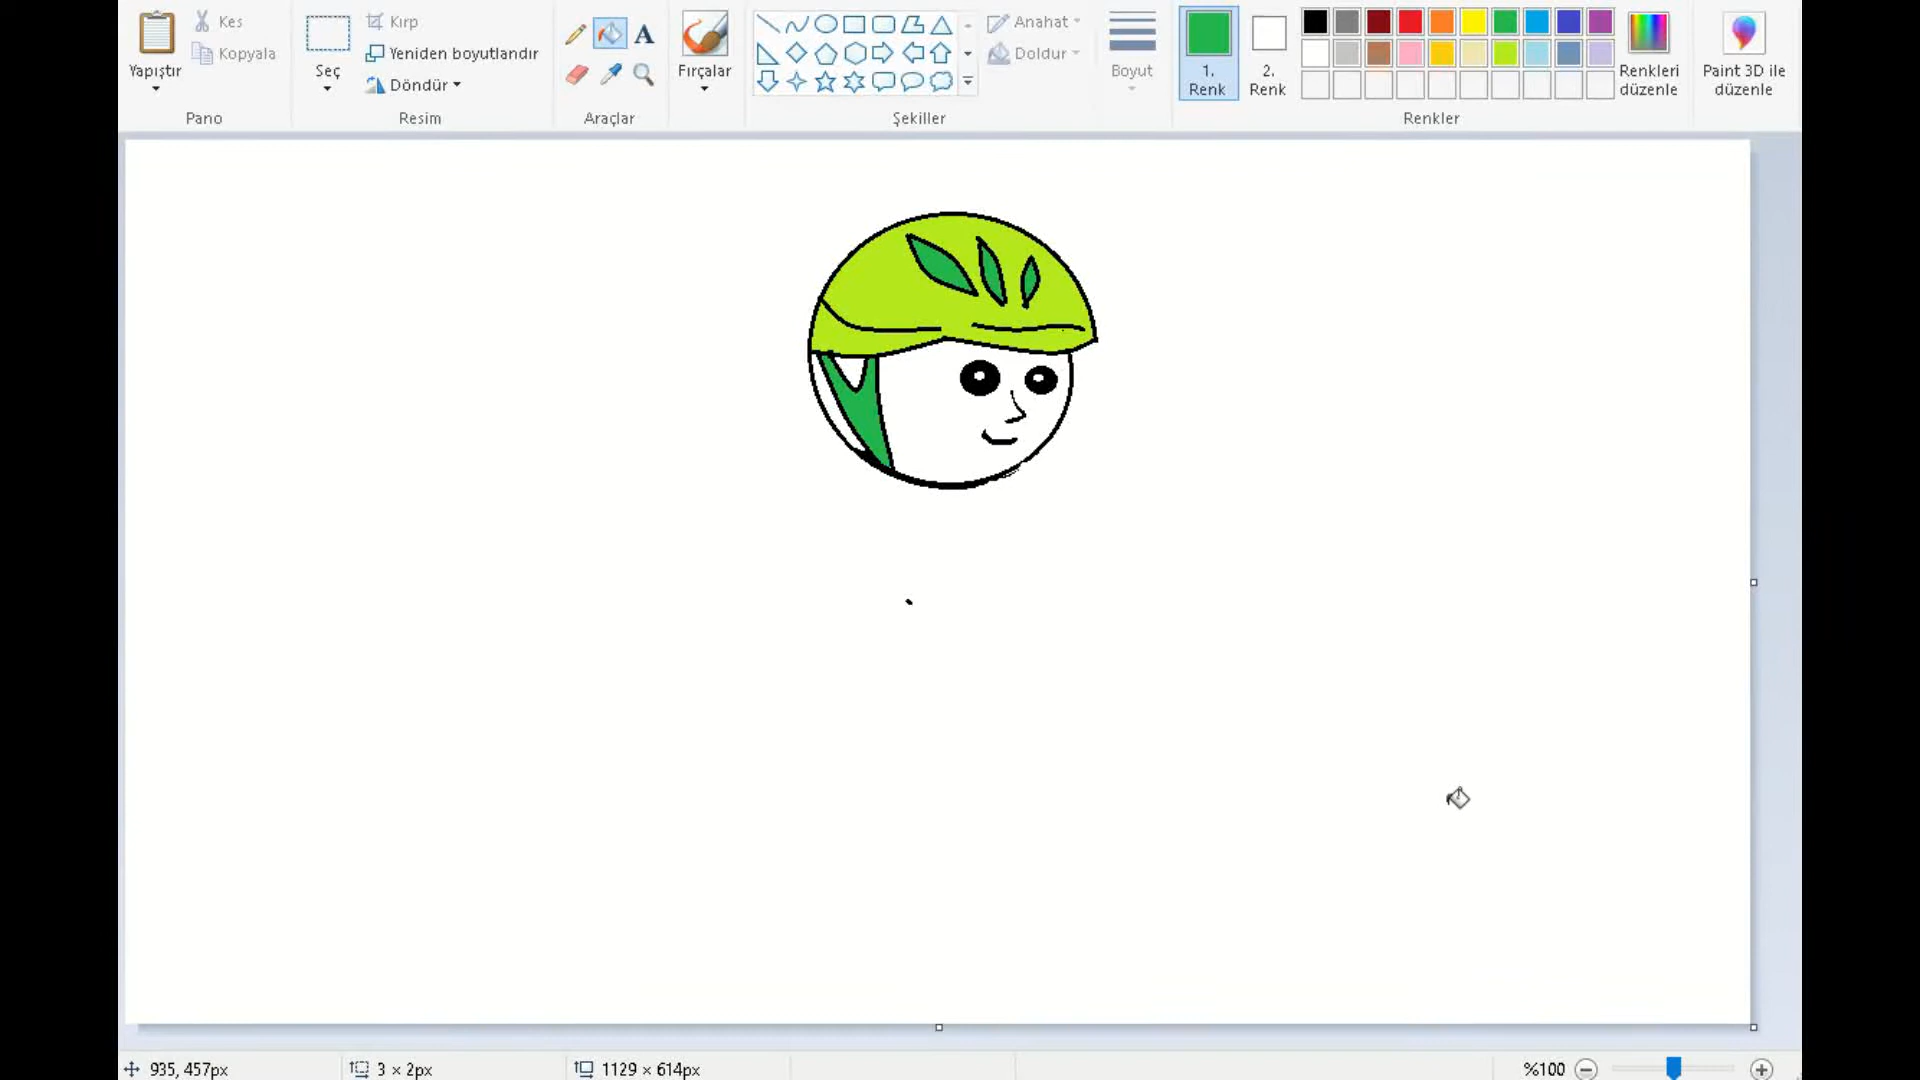 Kes
Kırp
Anahat
Kopyala
Yeniden boyutlandır
A
Doldur
Yapıştır
Seç
Döndür
Fırçalar
Boyut
1.
Renk
2.
Renk
Renkleri
düzenle
Paint 3D ile
düzenle
Pano
Resim
Araçlar
Şekiller
Renkler
935, 457px
3 × 2px
1129 × 614px
%100